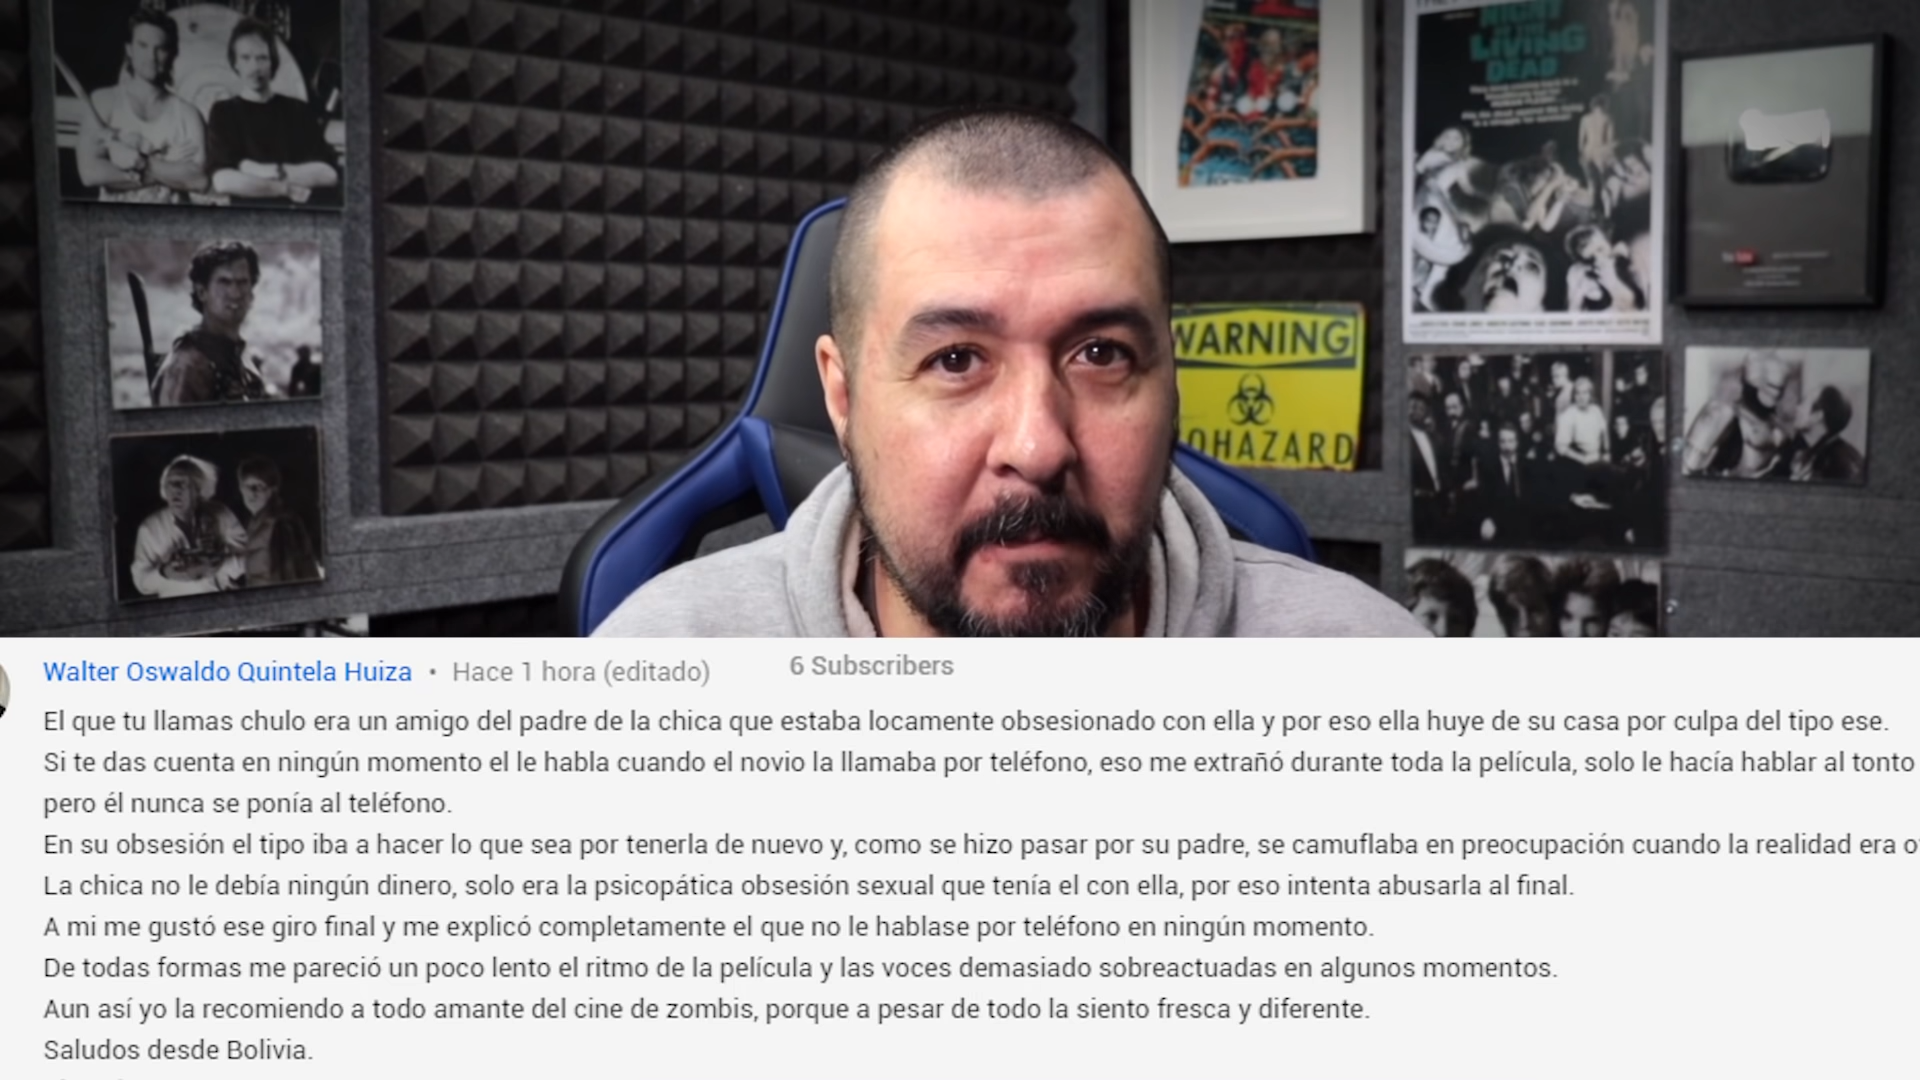 NIGHT
OF THE
LIVING
DEAD
WARNING
OHAZARD
Walter Oswaldo Quintela Huiza • Hace 1 hora (editado) 6 Subscribers
El que tu llamas chulo era un amigo del padre de la chica que estaba locamente obsesionado con ella y por eso ella huye de su casa por culpa del tipo ese.
Si te das cuenta en ningún momento el le habla cuando el novio la llamaba por teléfono, eso me extrañó durante toda la película, solo le hacía hablar al tonto
pero él nunca se ponía al teléfono.
En su obsesión el tipo iba a hacer lo que sea por tenerla de nuevo y, como se hizo pasar por su padre, se camuflaba en preocupación cuando la realidad era
La chica no le debía ningún dinero, solo era la psicopática obsesión sexual que tenía el con ella, por eso intenta abusarla al final.
A mi me gustó ese giro final y me explicó completamente el que no le hablase por teléfono en ningún momento.
De todas formas me pareció un poco lento el ritmo de la película y las voces demasiado sobreactuadas en algunos momentos.
Aun así yo la recomiendo a todo amante del cine de zombis, porque a pesar de todo la siento fresca y diferente.
Saludos desde Bolivia.